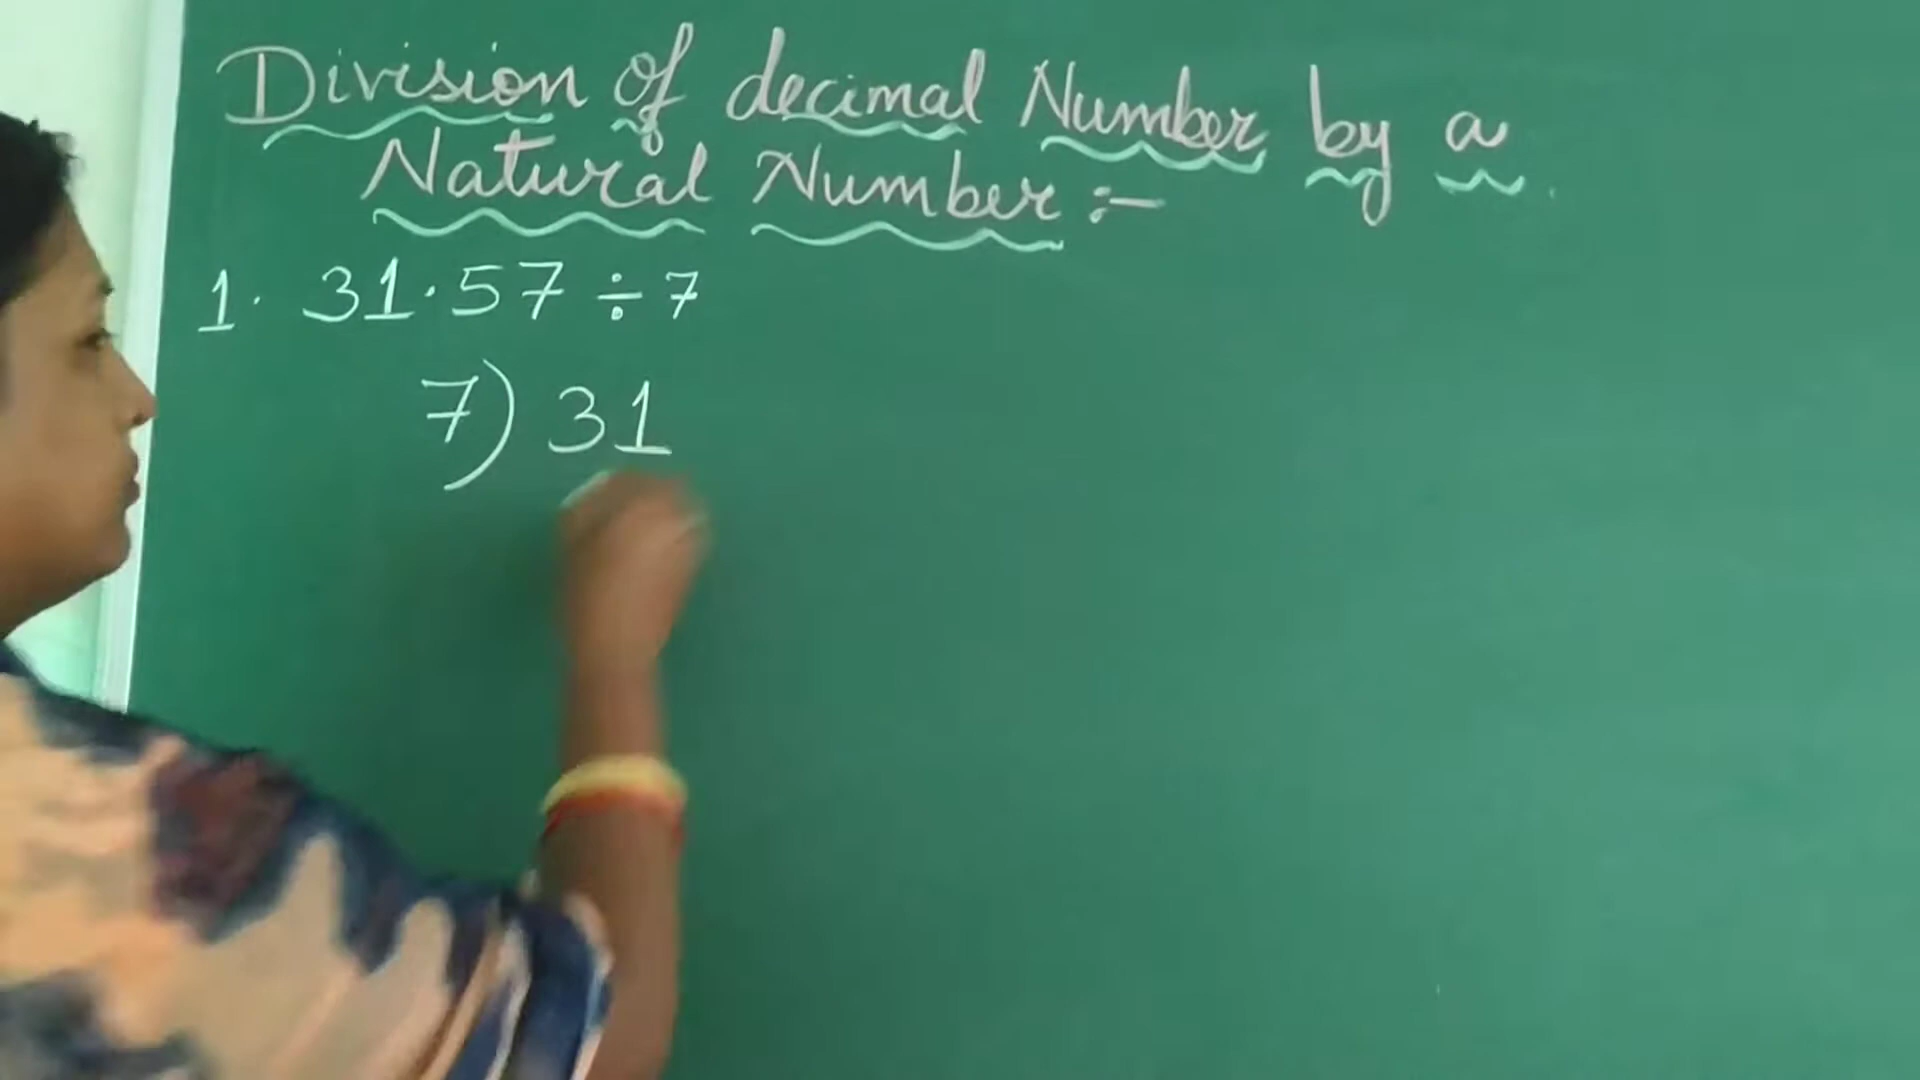 Division of decimal Number by a
Natural Number :-
1. 31.57 ÷ 7
7) 31